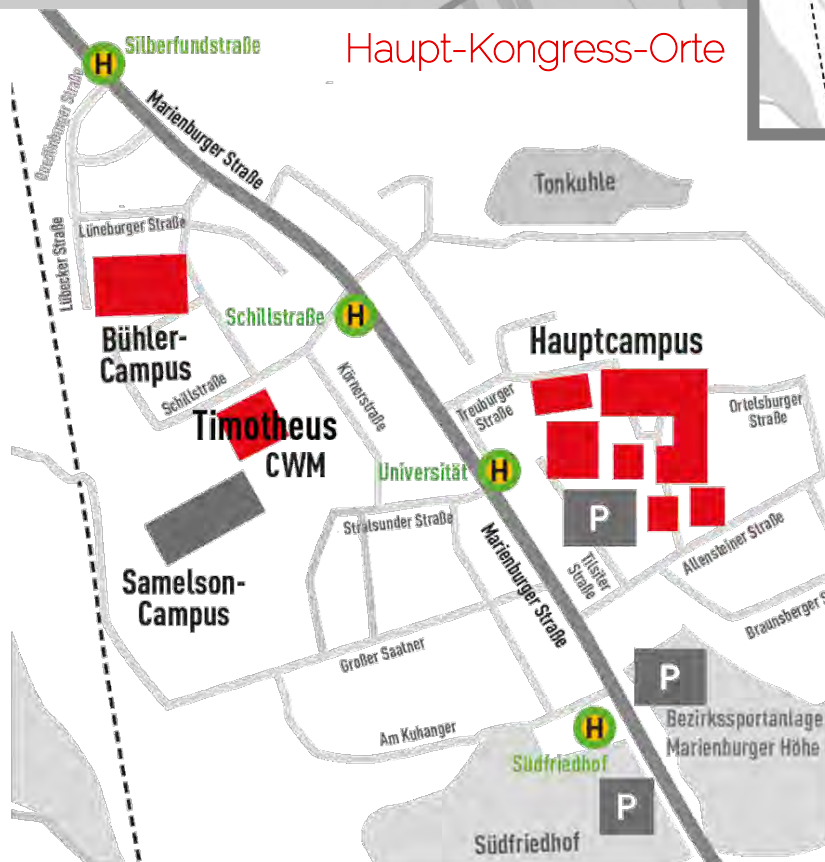 Haupt-Kongress-Orte
Silberfundstraße
H
Marienburger Straße
Tonkuhle
Lüneburger Straße
Lübecker Straße
Bühler-
Campus
Schillstraße
H
Schillstraße
Körnerstraße
Hauptcampus
Treuburger
Straße
Ortelsburger
Straße
Timotheus
CWM
Universität
H
P
Stralsunder Straße
Marienburger Straße
Tilsiter
Straße
Allensteiner Straße
Braunsberger S
Samelson-
Campus
Großer Saatner
Am Kuhanger
P
Bezirkssportanlage
Marienburger Höhe
H
Südfriedhof
P
Südfriedhof